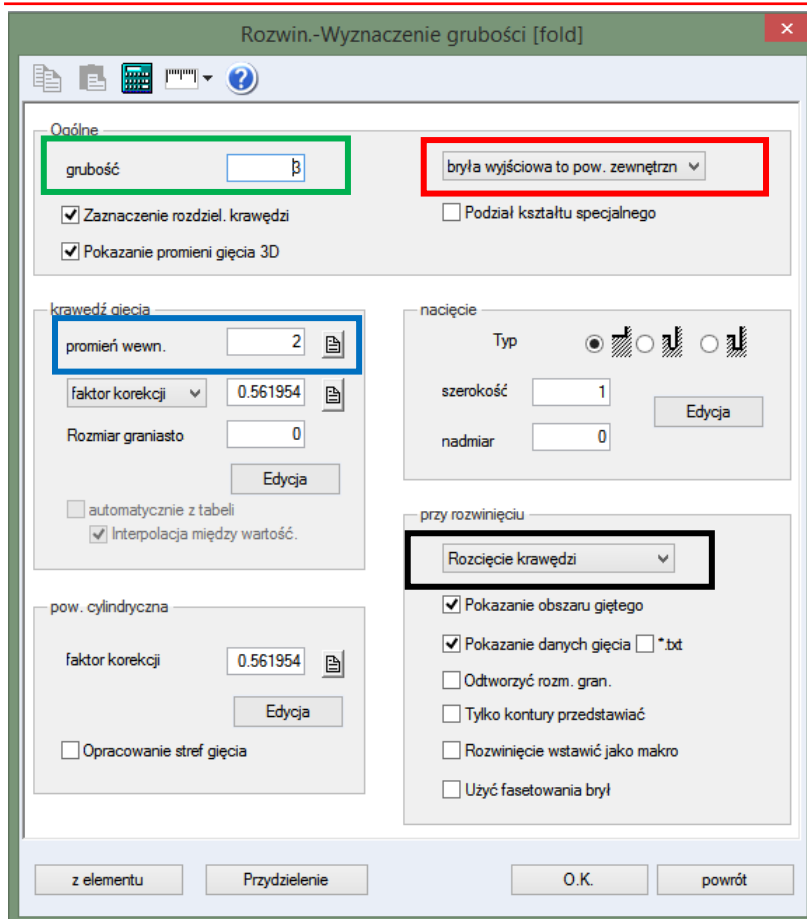 Rozwin.-Wyznaczenie grubości [fold]
Ogólne
grubość 3
bryła wyjściowa to pow. zewnętrzn
Zaznaczenie rozdziel. krawędzi
Podział kształtu specjalnego
Pokazanie promieni gięcia 3D
krawędź gięcia
promień wewn. 2
faktor korekcji 0.561954
Rozmiar graniasto 0
Edycja
automatycznie z tabeli
Interpolacja między wartość.
nacięcie
Typ
szerokość 1
Edycja
nadmiar 0
pow. cylindryczna
faktor korekcji 0.561954
Edycja
Opracowanie stref gięcia
przy rozwinięciu
Rozcięcie krawędzi
Pokazanie obszaru giętego
Pokazanie danych gięcia *.txt
Odtworzyć rozm. gran.
Tylko kontury przedstawiać
Rozwinięcie wstawić jako makro
Użyć fasetowania brył
z elementu Przydzielenie O.K. powrót